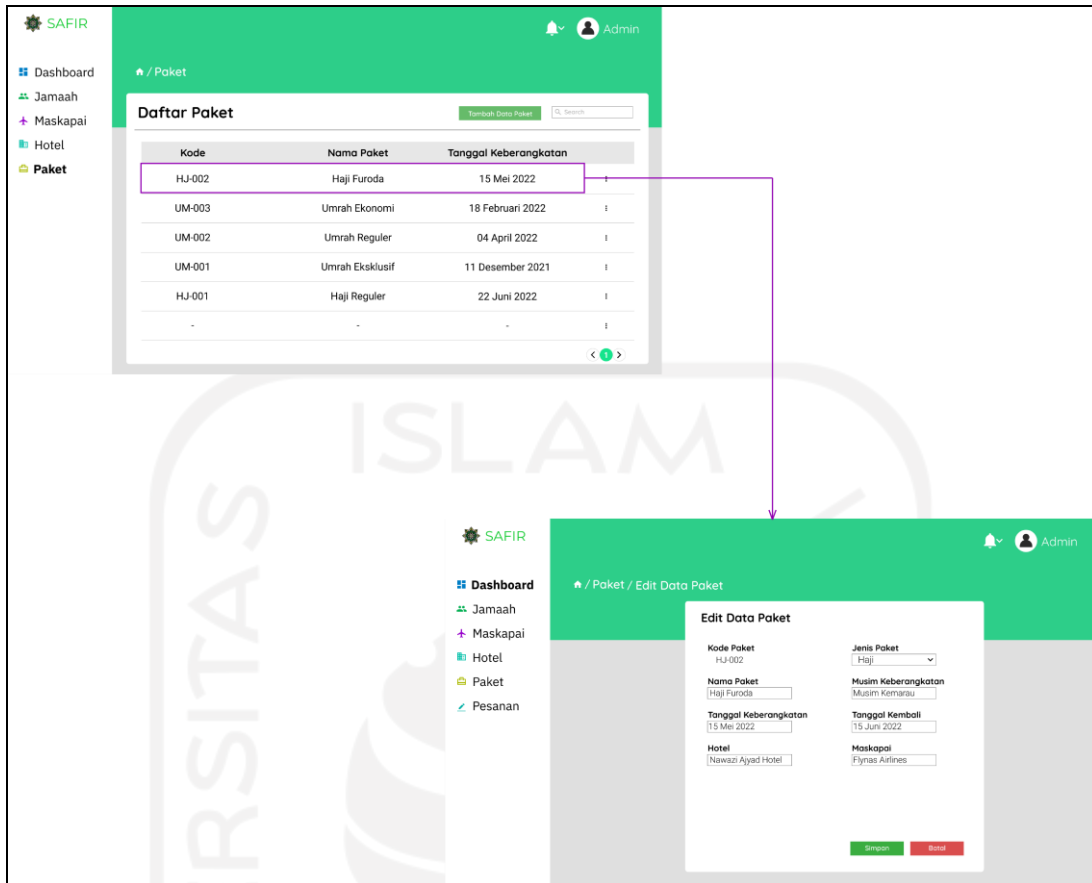 SAFIR
Admin
Dashboard
Jamaah
Maskapai
Hotel
Paket
/ Paket
Daftar Paket
Tambah Data Paket
Search
Kode Nama Paket Tanggal Keberangkatan
HJ-002 Haji Furoda 15 Mei 2022
UM-003 Umrah Ekonomi 18 Februari 2022
UM-002 Umrah Reguler 04 April 2022
UM-001 Umrah Eksklusif 11 Desember 2021
HJ-001 Haji Reguler 22 Juni 2022
- - -
< 1 >
ISLAM
RSITAS
SAFIR
Admin
Dashboard
Jamaah
Maskapai
Hotel
Paket
Pesanan
/ Paket / Edit Data Paket
Edit Data Paket
Kode Paket Jenis Paket
HJ-002 Haji
Nama Paket Musim Keberangkatan
Haji Furoda Musim Kemarau
Tanggal Keberangkatan Tanggal Kembali
15 Mei 2022 15 Juni 2022
Hotel Maskapai
Nawazi Ajyad Hotel Flynas Airlines
Simpan Batal